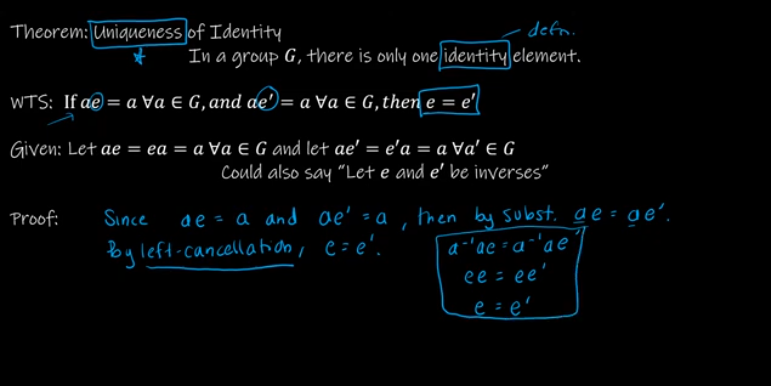 Theorem: Uniqueness of Identity
defn.
In a group G, there is only one identity element.
WTS: If ae = a ∀a ∈ G, and ae' = a ∀a ∈ G, then e = e'
Given: Let ae = ea = a ∀a ∈ G and let ae' = e'a = a ∀a' ∈ G
Could also say "Let e and e' be inverses"
Proof: Since ae = a and ae' = a, then by subst. ae = ae'.
By left-cancellation, e = e'.
a⁻¹ae = a⁻¹ae'
ee = ee'
e = e'